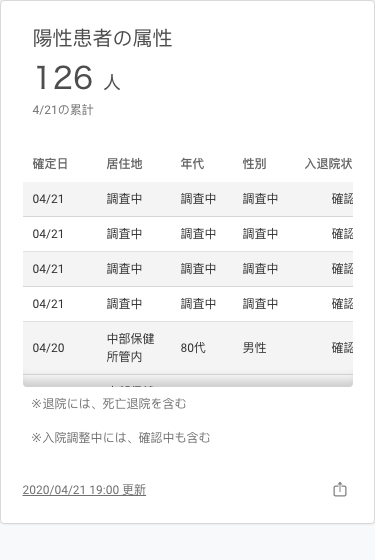 陽性患者の属性
126 人
4/21の累計
確定日 居住地 年代 性別 入退院状
04/21 調査中 調査中 調査中 確認
04/21 調査中 調査中 調査中 確認
04/21 調査中 調査中 調査中 確認
04/21 調査中 調査中 調査中 確認
04/20 中部保健所管内 80代 男性 確認
※退院には、死亡退院を含む
※入院調整中には、確認中も含む
2020/04/21 19:00 更新